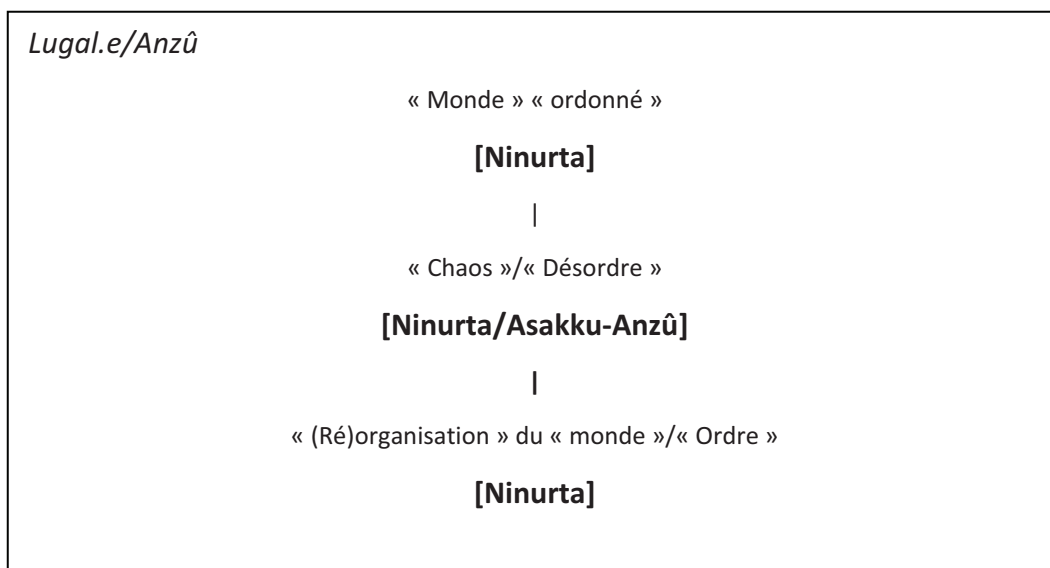 Lugal.e/Anzû
« Monde » « ordonné »
[Ninurta]
|
« Chaos »/« Désordre »
[Ninurta/Asakku-Anzû]
|
« (Ré)organisation » du « monde »/« Ordre »
[Ninurta]